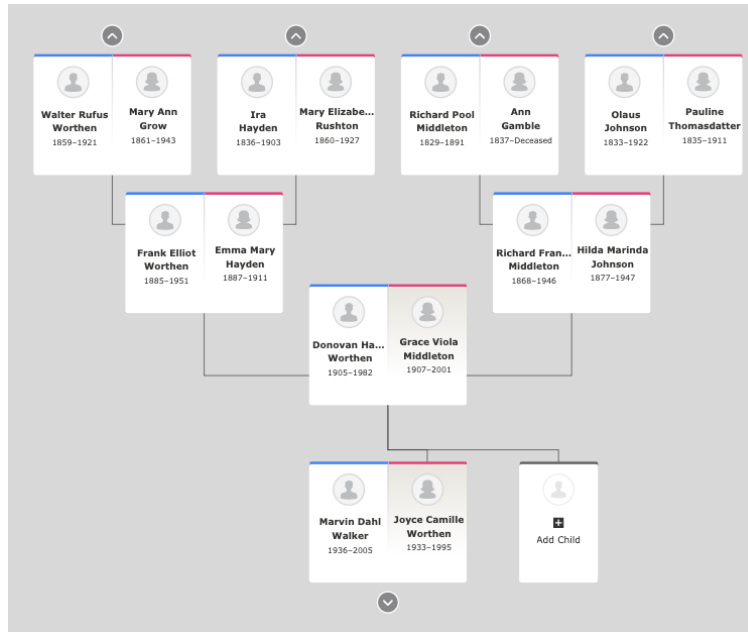 Walter Rufus
Worthen
1859–1921
Mary Ann
Grow
1861–1943
Ira
Hayden
1836–1903
Mary Elizabe...
Rushton
1860–1927
Richard Pool
Middleton
1829–1891
Ann
Gamble
1837–Deceased
Olaus
Johnson
1833–1922
Pauline
Thomasdatter
1835–1911
Frank Elliot
Worthen
1885–1951
Emma Mary
Hayden
1887–1911
Richard Fran...
Middleton
1868–1946
Hilda Marinda
Johnson
1877–1947
Donovan Ha...
Worthen
1905–1982
Grace Viola
Middleton
1907–2001
Marvin Dahl
Walker
1936–2005
Joyce Camille
Worthen
1933–1995
Add Child